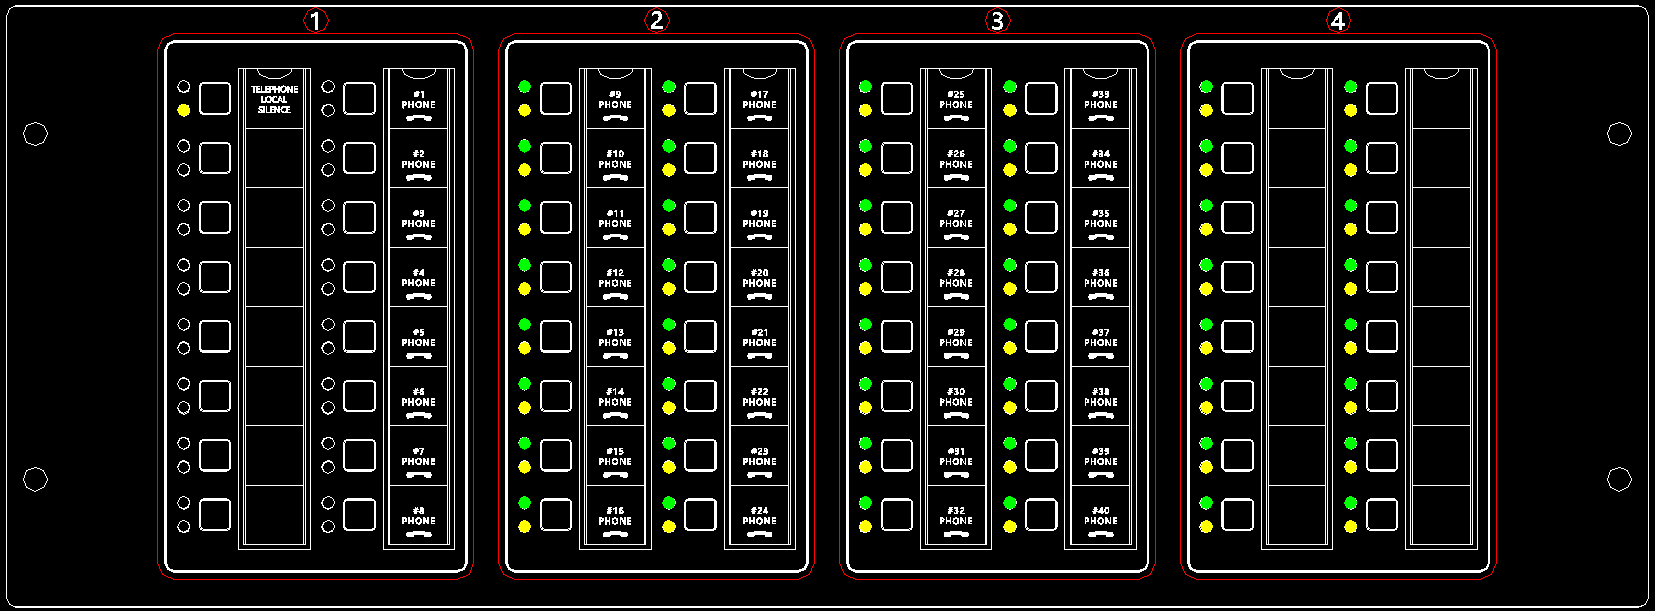 1
2
3
4
TELEPHONE
LOCAL
SILENCE
#1
PHONE
#2
PHONE
#3
PHONE
#4
PHONE
#5
PHONE
#6
PHONE
#7
PHONE
#8
PHONE
#9
PHONE
#10
PHONE
#11
PHONE
#12
PHONE
#13
PHONE
#14
PHONE
#15
PHONE
#16
PHONE
#17
PHONE
#18
PHONE
#19
PHONE
#20
PHONE
#21
PHONE
#22
PHONE
#23
PHONE
#24
PHONE
#25
PHONE
#26
PHONE
#27
PHONE
#28
PHONE
#29
PHONE
#30
PHONE
#31
PHONE
#32
PHONE
#33
PHONE
#34
PHONE
#35
PHONE
#36
PHONE
#37
PHONE
#38
PHONE
#39
PHONE
#40
PHONE